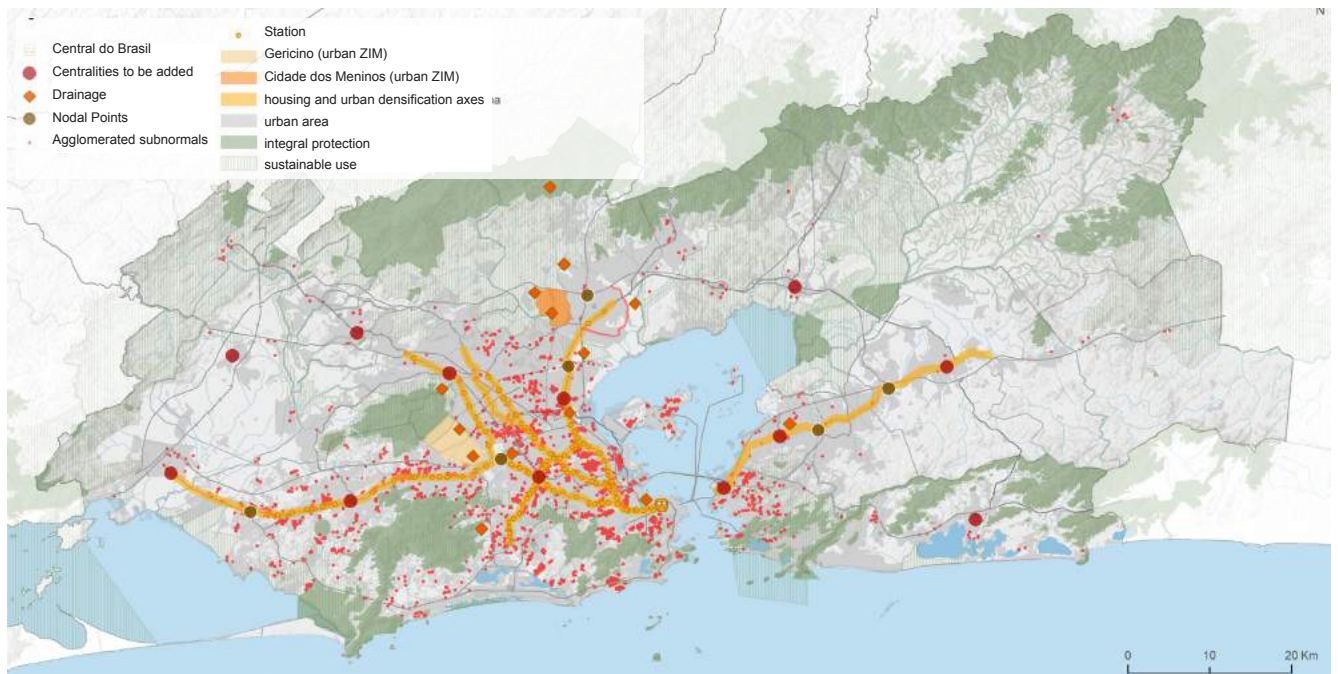 Central do Brasil
Centralities to be added
Drainage
Nodal Points
Agglomerated subnormals
Station
Gericino (urban ZIM)
Cidade dos Meninos (urban ZIM)
housing and urban densification axes
urban area
integral protection
sustainable use
N
0 10 20 Km